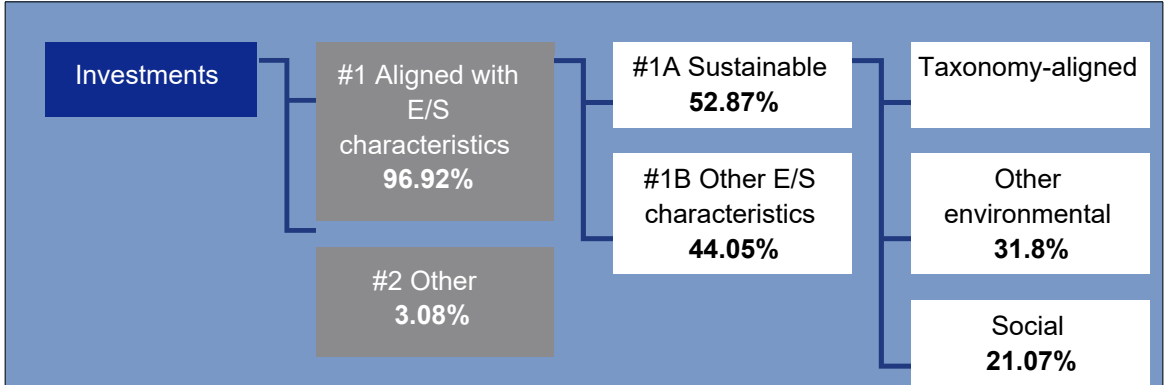 Investments
#1 Aligned with
E/S
characteristics
96.92%
#2 Other
3.08%
#1A Sustainable
52.87%
#1B Other E/S
characteristics
44.05%
Taxonomy-aligned
Other
environmental
31.8%
Social
21.07%